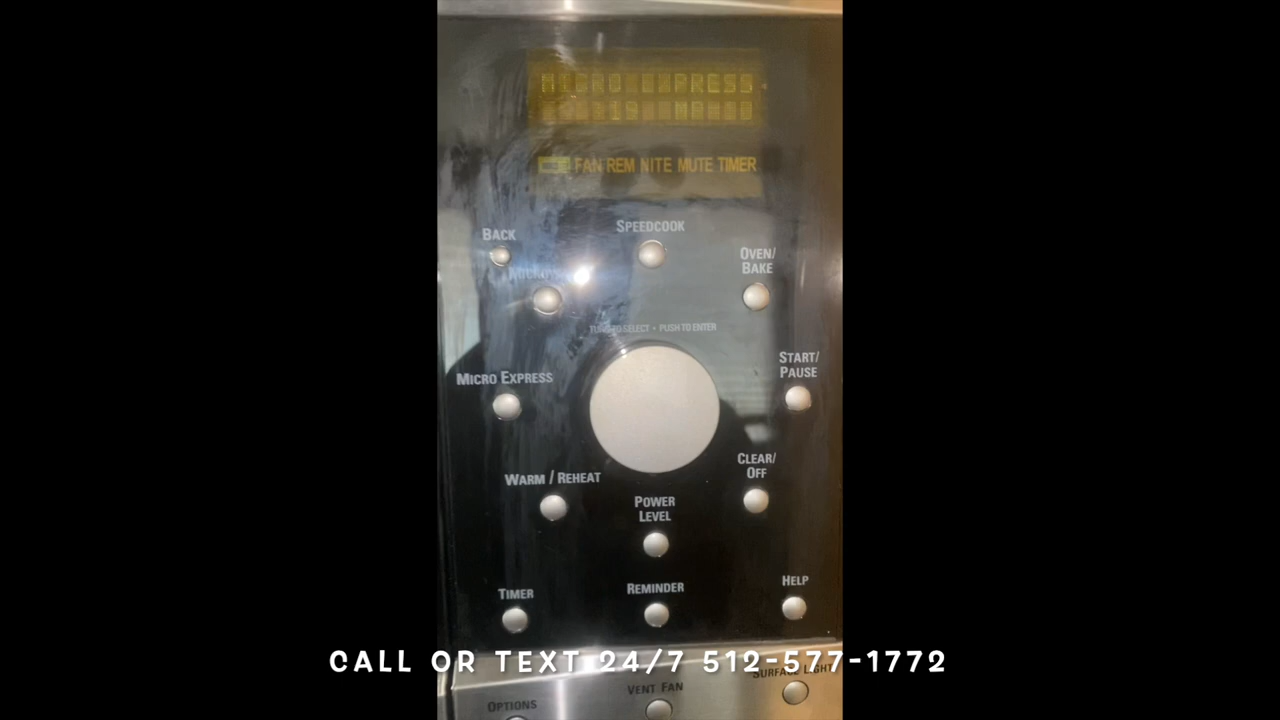 MICRO EXPRESS
FAN REM NITE MUTE TIMER
BACK
SPEEDCOOK
OVEN/
BAKE
TURN TO SELECT • PUSH TO ENTER
MICRO EXPRESS
START/
PAUSE
WARM / REHEAT
CLEAR/
OFF
POWER
LEVEL
TIMER
REMINDER
HELP
CALL OR TEXT 24/7 512-577-1772
OPTIONS
VENT FAN
SURFACE LIGHT